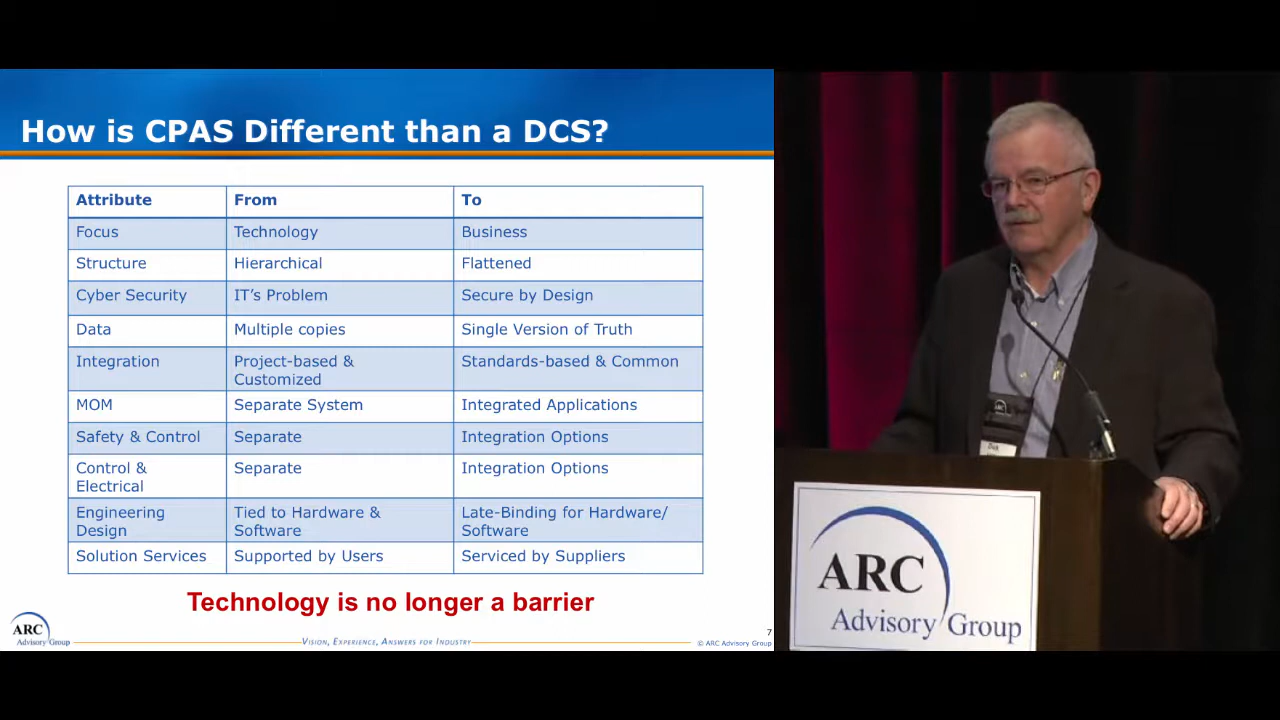 How is CPAS Different than a DCS?
Attribute From To
Focus Technology Business
Structure Hierarchical Flattened
Cyber Security IT's Problem Secure by Design
Data Multiple copies Single Version of Truth
Integration Project-based & Standards-based & Common
Customized
MOM Separate System Integrated Applications
Safety & Control Separate Integration Options
Control & Separate Integration Options
Electrical
Engineering Tied to Hardware & Late-Binding for Hardware/
Design Software Software
Solution Services Supported by Users Serviced by Suppliers
Technology is no longer a barrier
ARC
Advisory Group
Vision, Experience, Answers for Industry
7
© ARC Advisory Group
ARC
Advisory Group